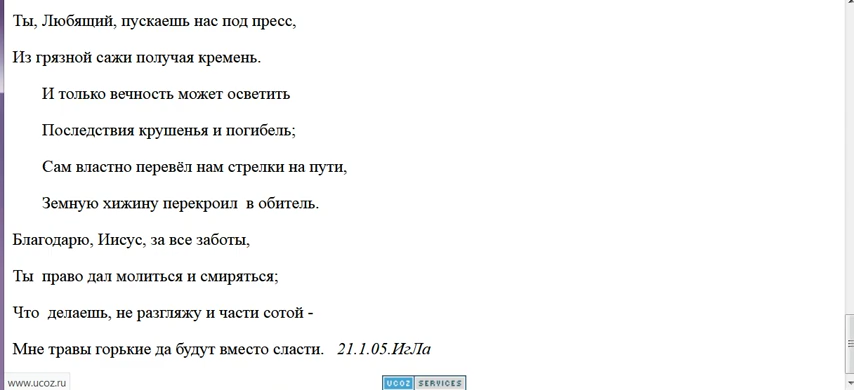 Ты, Любящий, пускаешь нас под пресс,
Из грязной сажи получая кремень.
И только вечность может осветить
Последствия крушенья и погибель;
Сам властно перевёл нам стрелки на пути,
Земную хижину перекроил  в обитель.
Благодарю, Иисус, за все заботы,
Ты  право дал молиться и смиряться;
Что  делаешь, не разгляжу и части сотой -
Мне травы горькие да будут вместо сласти.   21.1.05.ИгЛа
www.ucoz.ru
UCOZ SERVICES